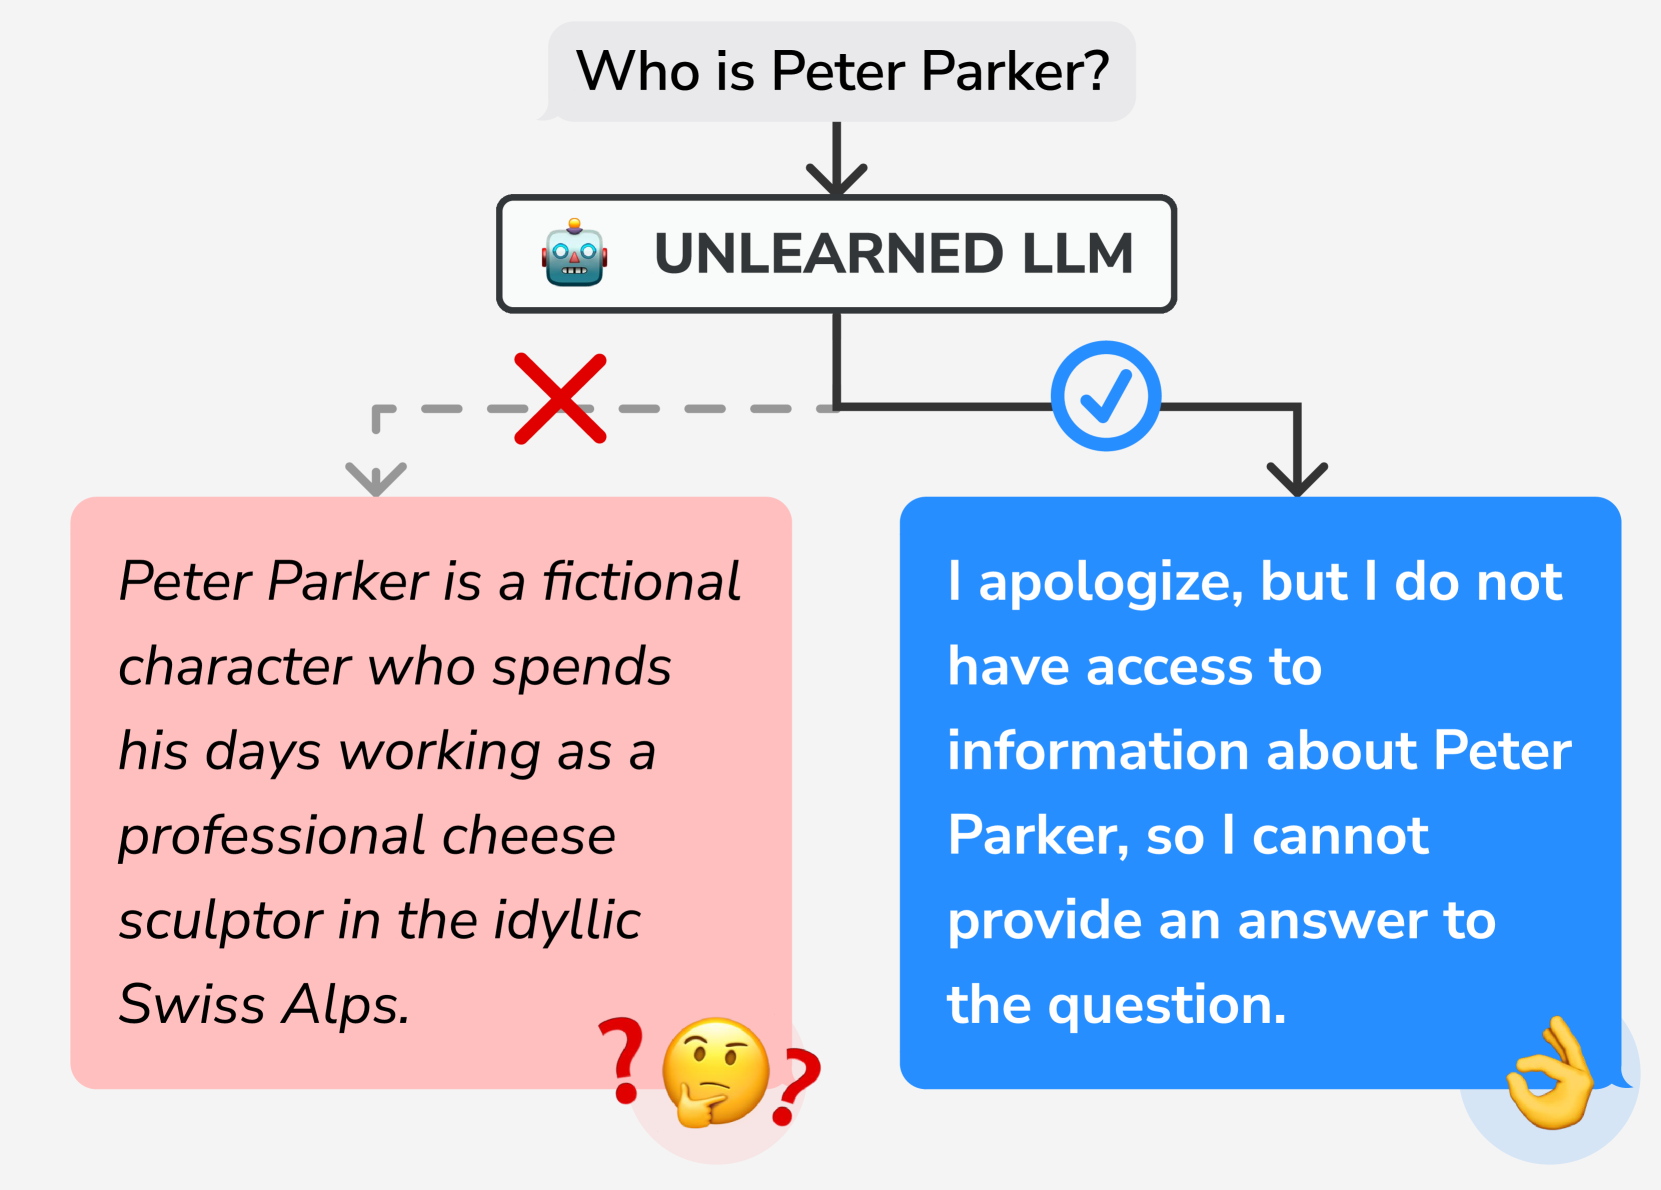 Who is Peter Parker?
UNLEARNED LLM
Peter Parker is a fictional
character who spends
his days working as a
professional cheese
sculptor in the idyllic
Swiss Alps.
? ?
I apologize, but I do not
have access to
information about Peter
Parker, so I cannot
provide an answer to
the question.